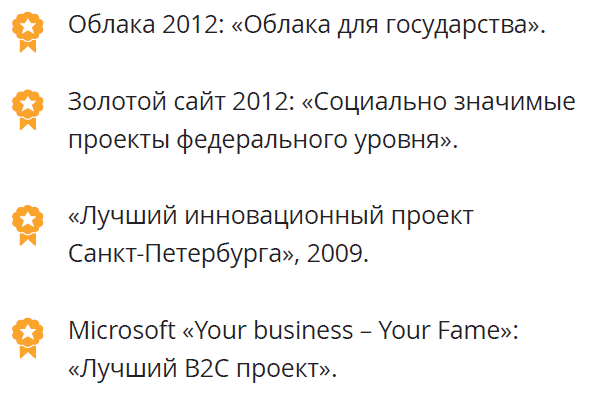 Облака 2012: «Облака для государства».
Золотой сайт 2012: «Социально значимые
проекты федерального уровня».
«Лучший инновационный проект
Санкт-Петербурга», 2009.
Microsoft «Your business – Your Fame»:
«Лучший B2C проект».